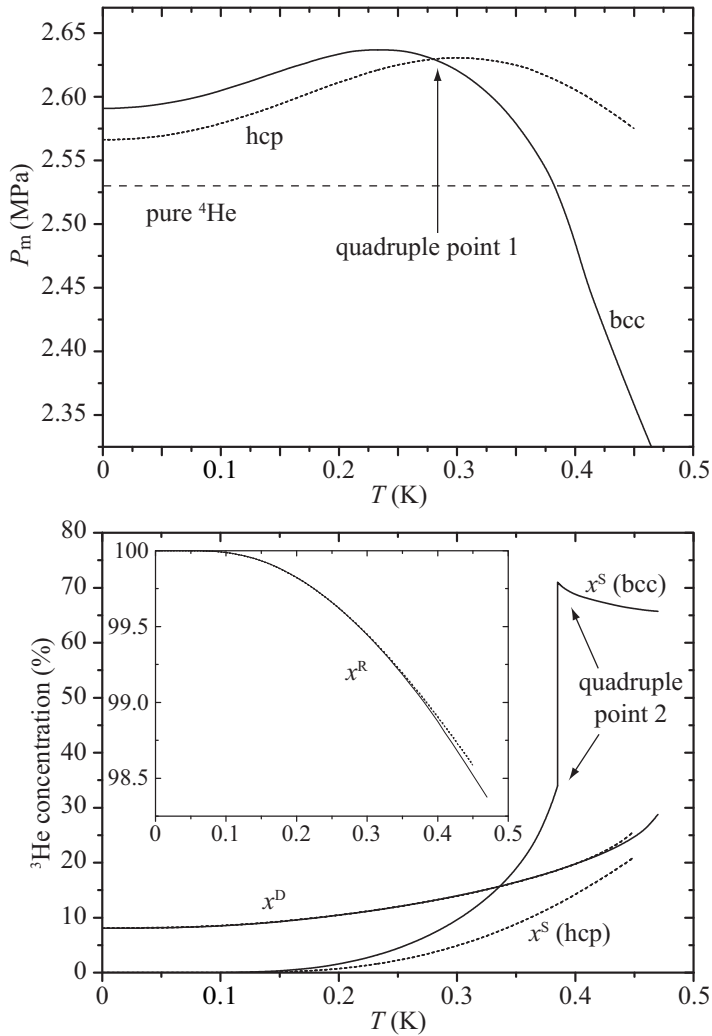 2.65
2.60
2.55
2.50
2.45
2.40
2.35
P_m (MPa)
hcp
pure ⁴He
quadruple point 1
bcc
0 0.1 0.2 0.3 0.4 0.5
T (K)
80
70
60
50
40
30
20
10
0
³He concentration (%)
100
99.5
99.0
98.5
x^R
0 0.1 0.2 0.3 0.4 0.5
x^S (bcc)
quadruple
point 2
x^D
x^S (hcp)
0 0.1 0.2 0.3 0.4 0.5
T (K)